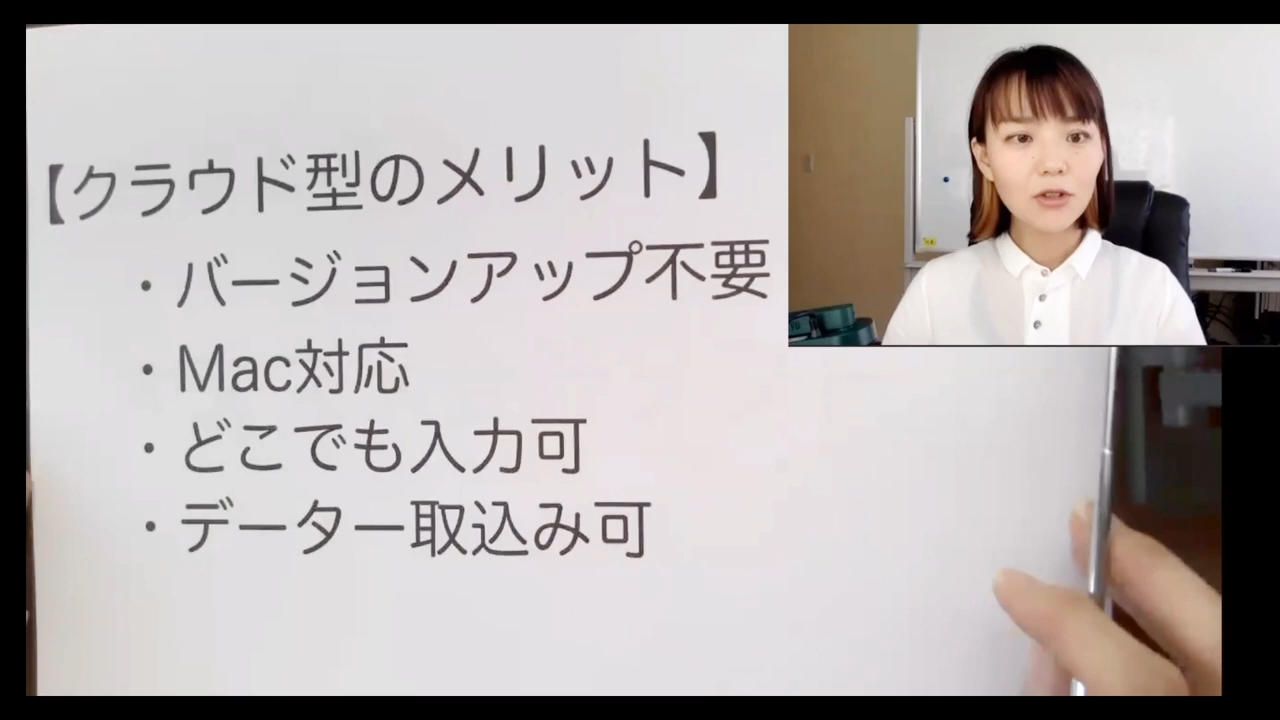 【クラウド型のメリット】
・バージョンアップ不要
・Mac対応
・どこでも入力可
・データー取込み可